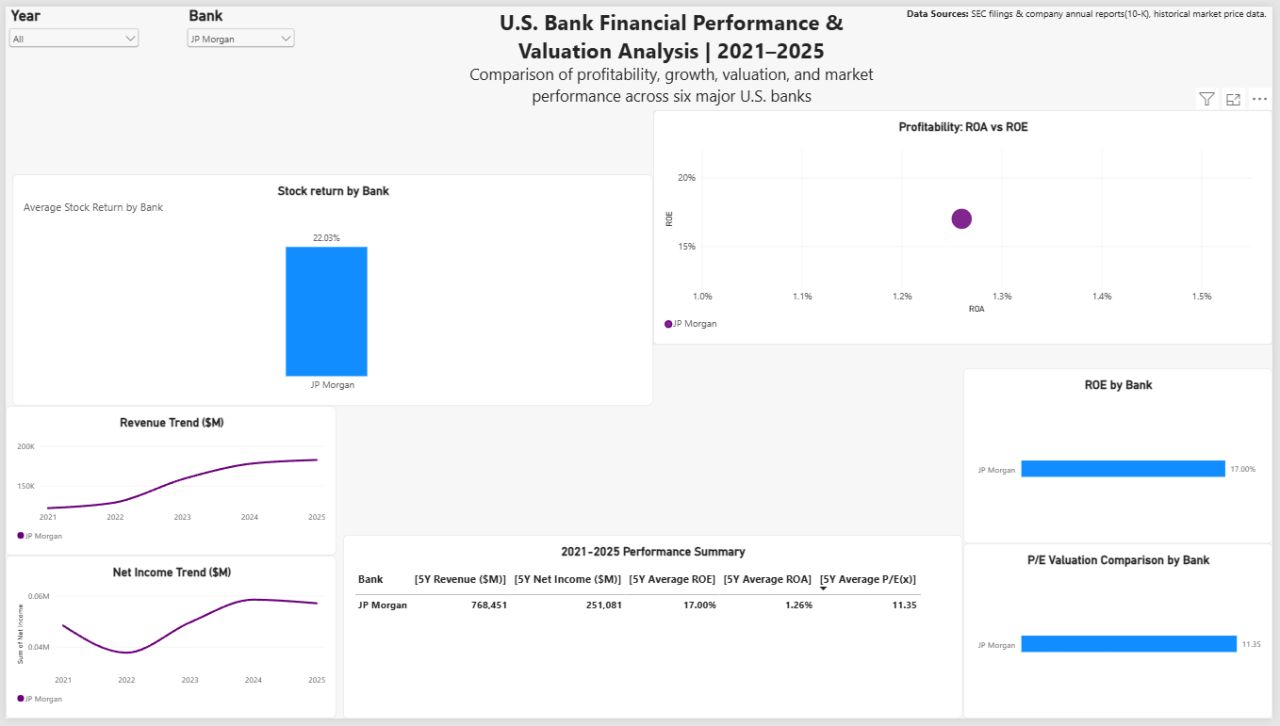 Year
All
Bank
JP Morgan
U.S. Bank Financial Performance &
Valuation Analysis | 2021–2025
Comparison of profitability, growth, valuation, and market
performance across six major U.S. banks
Data Sources: SEC filings & company annual reports(10-K), historical market price data.
Stock return by Bank
Average Stock Return by Bank
22.03%
JP Morgan
Profitability: ROA vs ROE
ROE
20%
15%
1.0% 1.1% 1.2% 1.3% 1.4% 1.5%
ROA
JP Morgan
Revenue Trend ($M)
200K
150K
2021 2022 2023 2024 2025
JP Morgan
Net Income Trend ($M)
Sum of Net Income
0.06M
0.04M
2021 2022 2023 2024 2025
JP Morgan
2021-2025 Performance Summary
Bank [5Y Revenue ($M)] [5Y Net Income ($M)] [5Y Average ROE] [5Y Average ROA] [5Y Average P/E(x)]
JP Morgan 768,451 251,081 17.00% 1.26% 11.35
ROE by Bank
JP Morgan 17.00%
P/E Valuation Comparison by Bank
JP Morgan 11.35